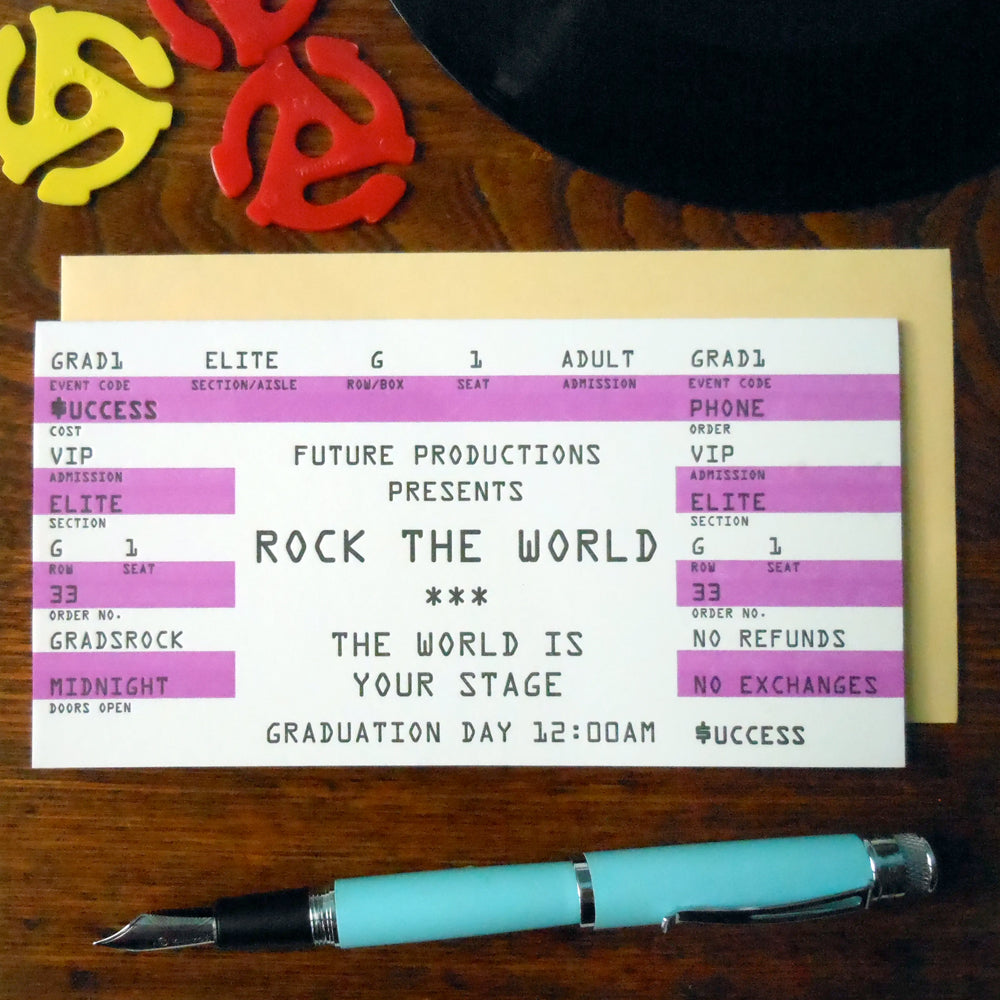 GRAD1 ELITE G 1 ADULT GRAD1
EVENT CODE SECTION/AISLE ROW/BOX SEAT ADMISSION EVENT CODE
$UCCESS PHONE
COST ORDER
VIP FUTURE PRODUCTIONS VIP
ADMISSION ADMISSION
ELITE PRESENTS ELITE
SECTION SECTION
G 1 ROCK THE WORLD G 1
ROW SEAT ROW SEAT
33 *** 33
ORDER NO. ORDER NO.
GRADSROCK THE WORLD IS NO REFUNDS
MIDNIGHT YOUR STAGE NO EXCHANGES
DOORS OPEN
GRADUATION DAY 12:00AM $UCCESS